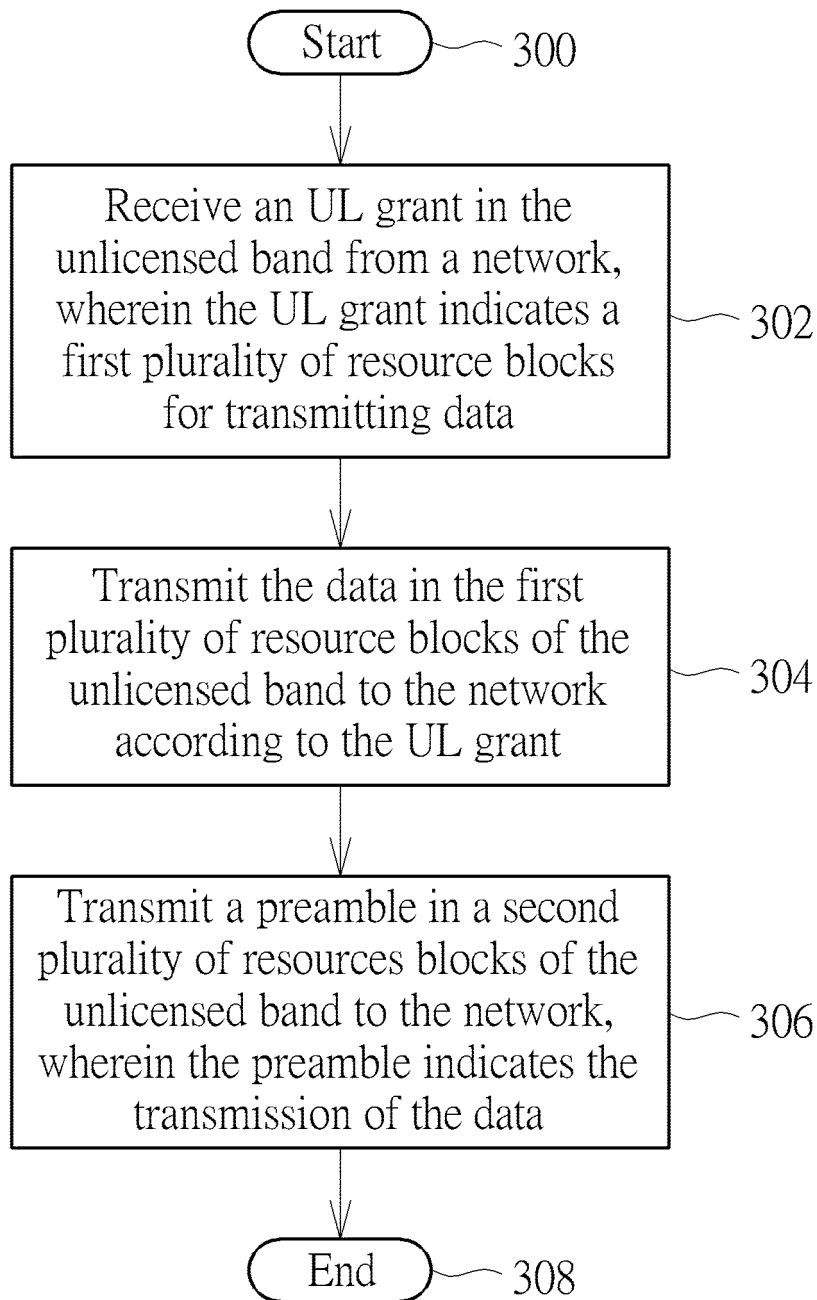 Start
300
Receive an UL grant in the
unlicensed band from a network,
wherein the UL grant indicates a
first plurality of resource blocks
for transmitting data
302
Transmit the data in the first
plurality of resource blocks of the
unlicensed band to the network
according to the UL grant
304
Transmit a preamble in a second
plurality of resources blocks of the
unlicensed band to the network,
wherein the preamble indicates the
transmission of the data
306
End
308